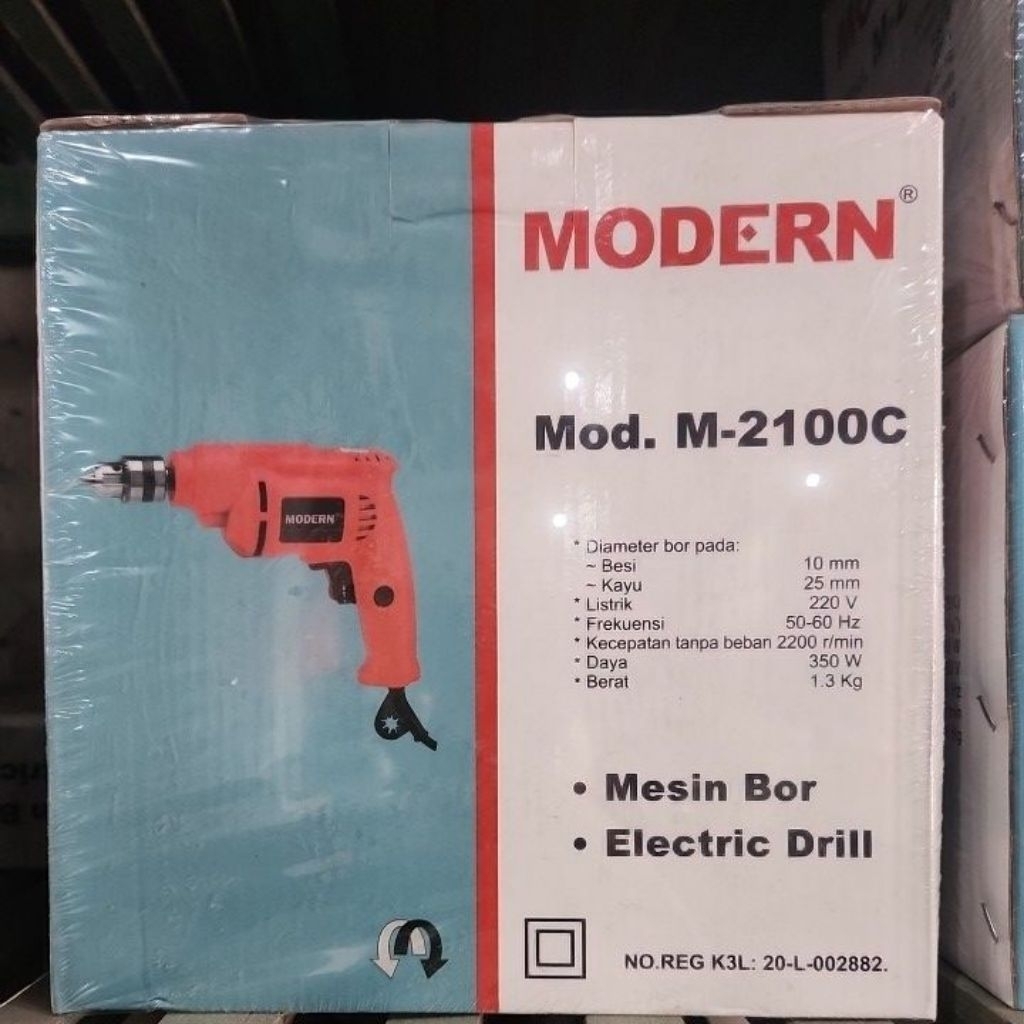 MODERN®
Mod. M-2100C
MODERN
* Diameter bor pada:
~ Besi 10 mm
~ Kayu 25 mm
* Listrik 220 V
* Frekuensi 50-60 Hz
* Kecepatan tanpa beban 2200 r/min
* Daya 350 W
* Berat 1.3 Kg
• Mesin Bor
• Electric Drill
NO.REG K3L: 20-L-002882.